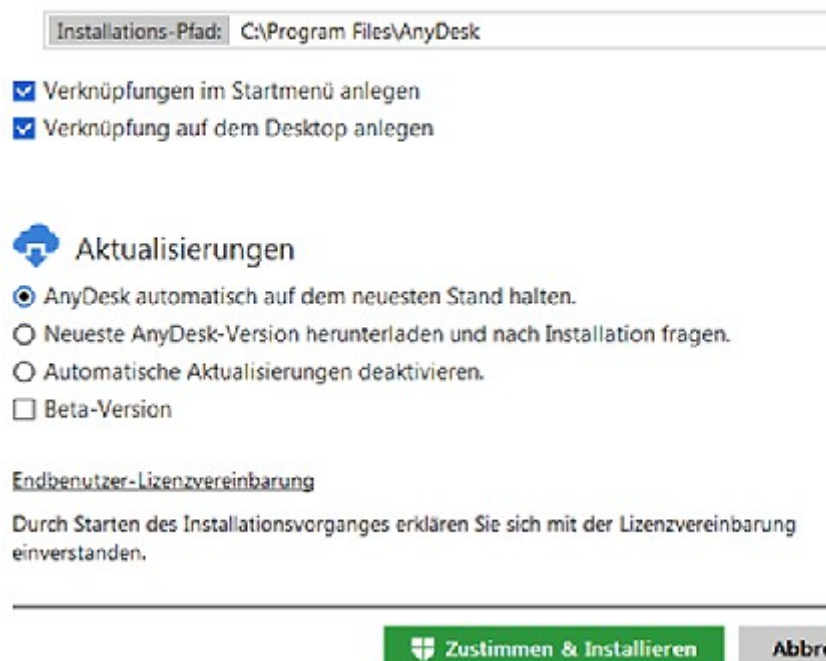 Installations-Pfad: C:\Program Files\AnyDesk
Verknüpfungen im Startmenü anlegen
Verknüpfung auf dem Desktop anlegen
Aktualisierungen
AnyDesk automatisch auf dem neuesten Stand halten.
Neueste AnyDesk-Version herunterladen und nach Installation fragen.
Automatische Aktualisierungen deaktivieren.
Beta-Version
Endbenutzer-Lizenzvereinbarung
Durch Starten des Installationsvorganges erklären Sie sich mit der Lizenzvereinbarung
einverstanden.
Zustimmen & Installieren